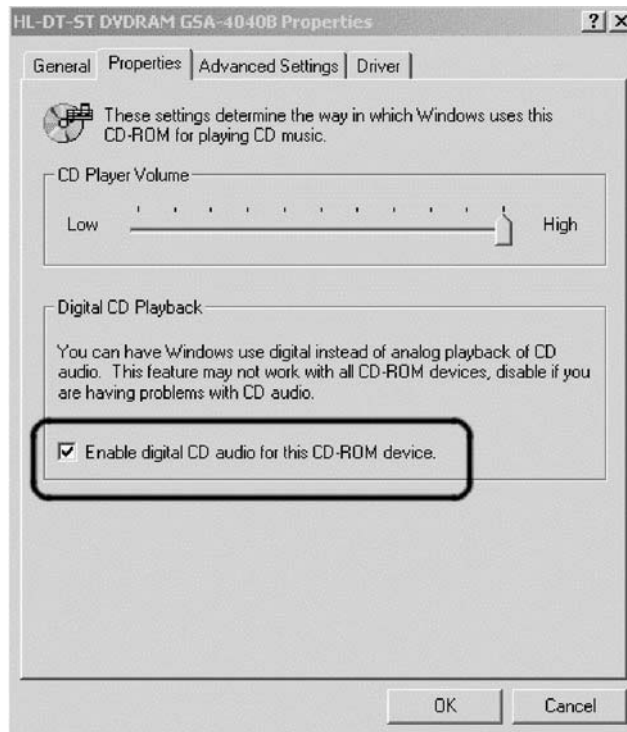 HL-DT-ST DVDRAM GSA-4040B Properties
General Properties Advanced Settings Driver
These settings determine the way in which Windows uses this
CD-ROM for playing CD music.
CD Player Volume
Low High
Digital CD Playback
You can have Windows use digital instead of analog playback of CD
audio. This feature may not work with all CD-ROM devices, disable if you
are having problems with CD audio.
Enable digital CD audio for this CD-ROM device.
OK Cancel